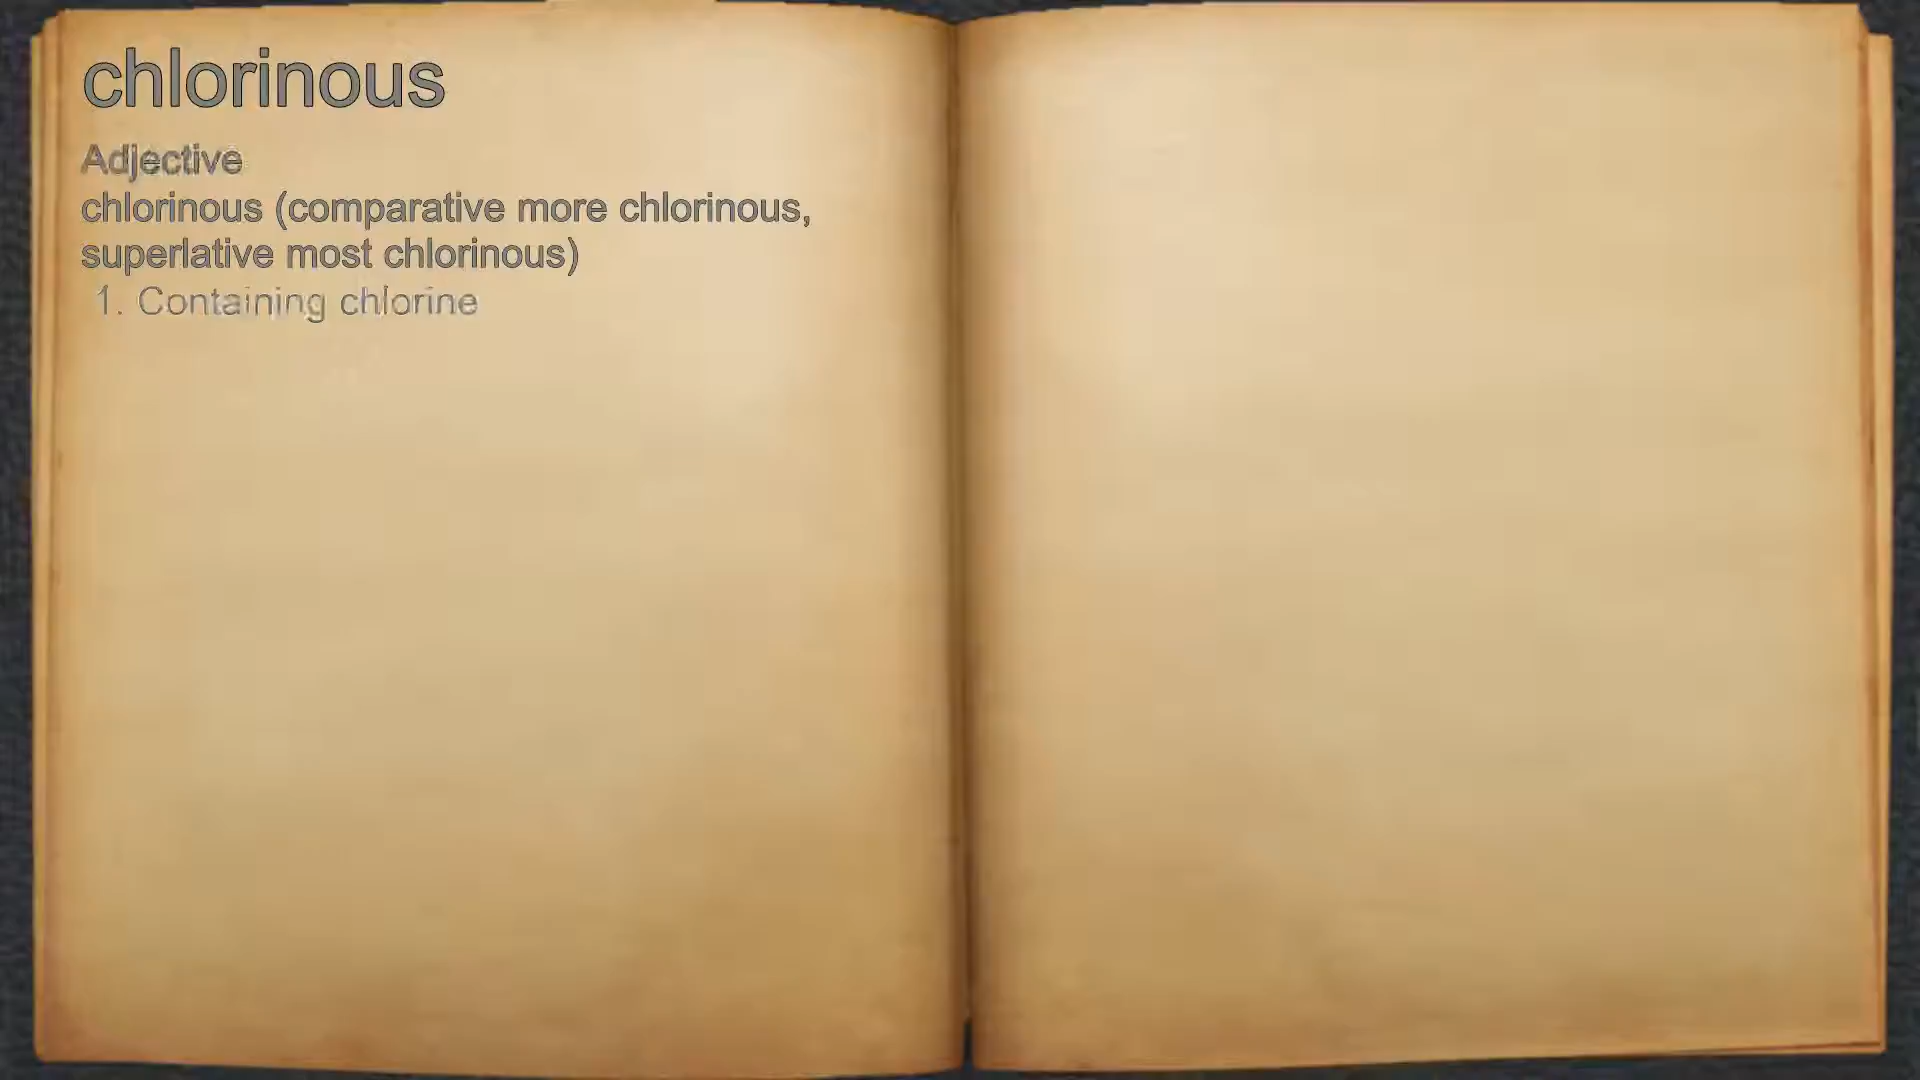 chlorinous
Adjective
chlorinous (comparative more chlorinous,
superlative most chlorinous)
1. Containing chlorine